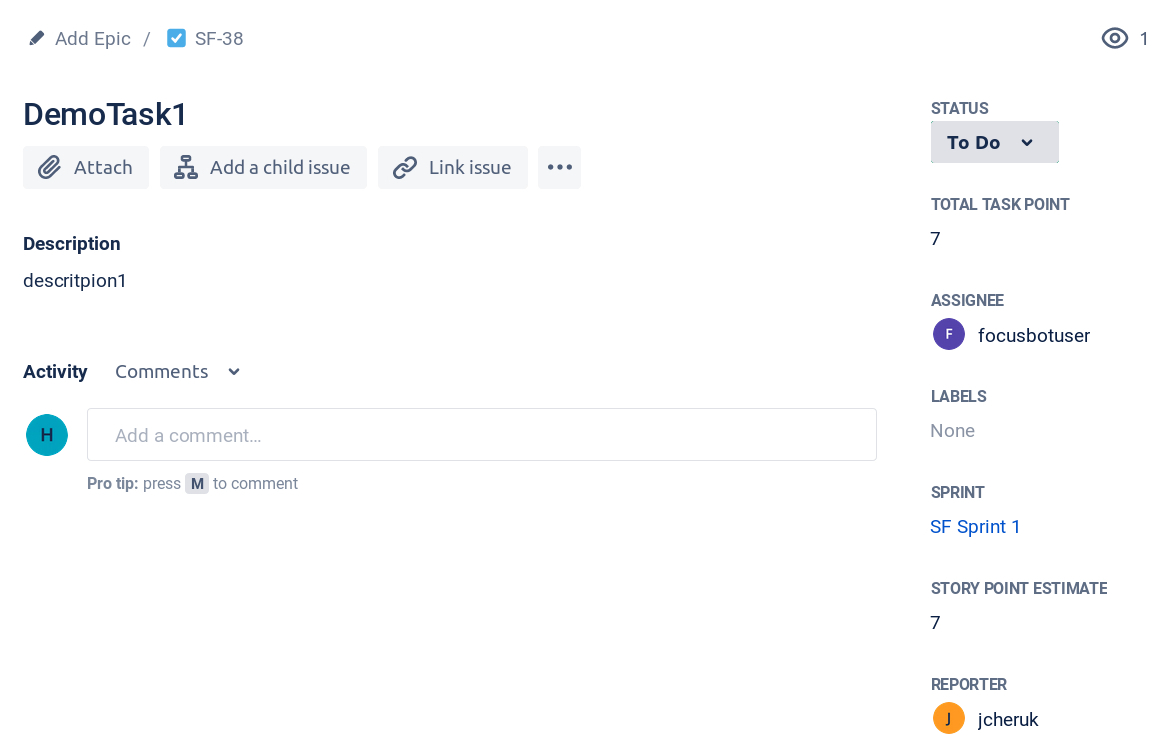 Add Epic / SF-38
1
DemoTask1
Attach
Add a child issue
Link issue
Description
descritpion1
Activity
Comments
H
Add a comment...
Pro tip: press M to comment
STATUS
To Do
TOTAL TASK POINT
7
ASSIGNEE
F focusbotuser
LABELS
None
SPRINT
SF Sprint 1
STORY POINT ESTIMATE
7
REPORTER
J jcheruk